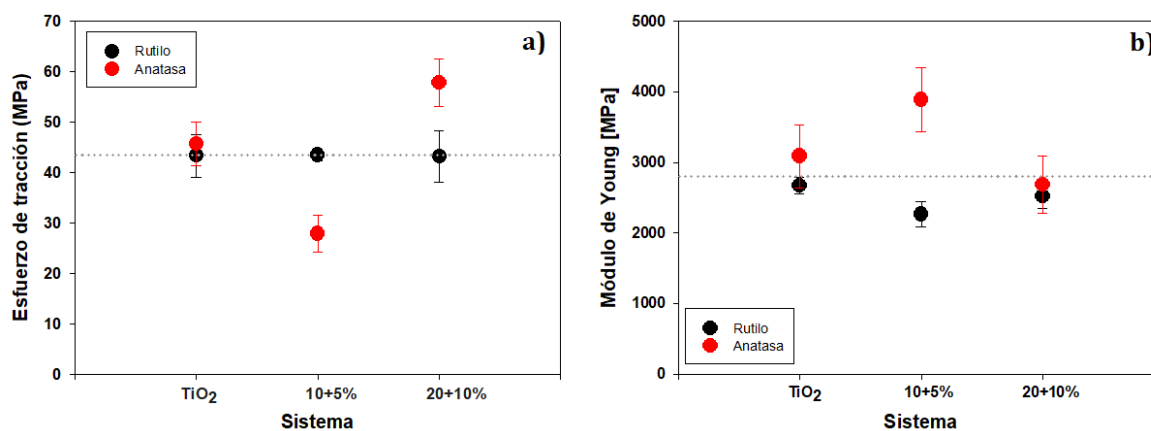 a)
Esfuerzo de tracción (MPa)
70
60
50
40
30
20
10
0
Rutilo
Anatasa
TiO2
10+5%
20+10%
Sistema
b)
Módulo de Young [MPa]
5000
4000
3000
2000
1000
0
Rutilo
Anatasa
TiO2
10+5%
20+10%
Sistema